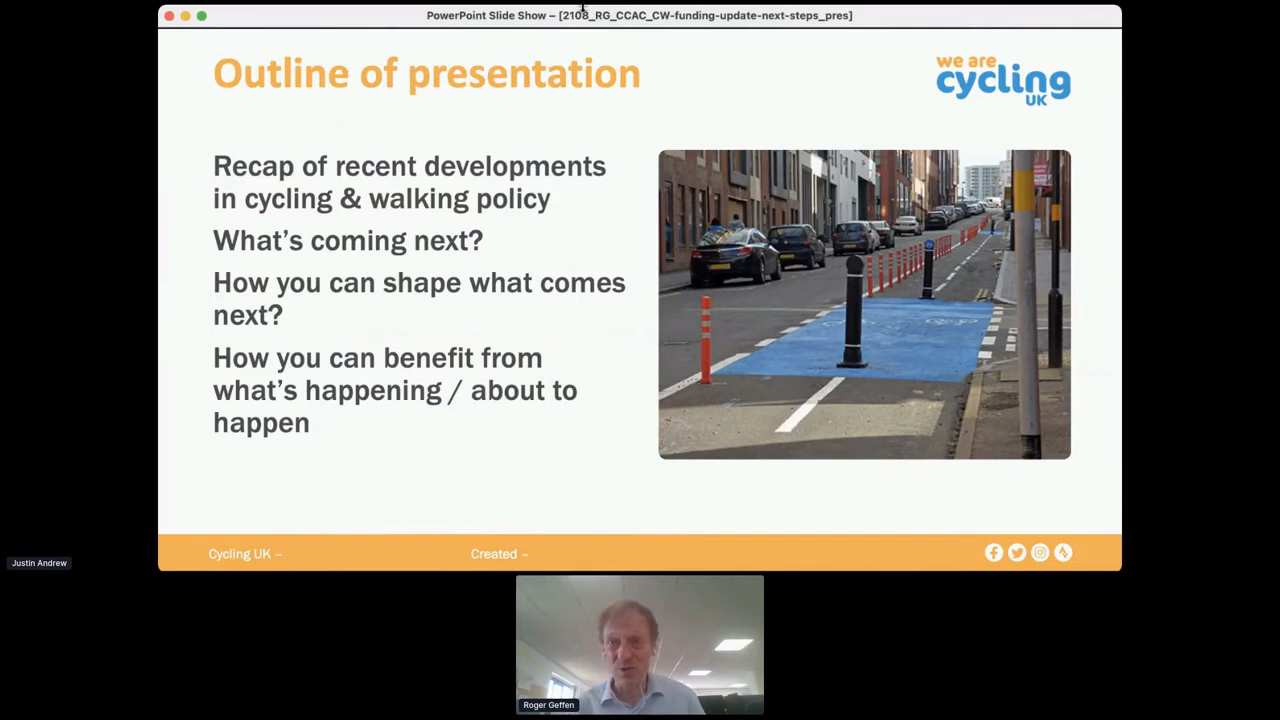 PowerPoint Slide Show – [2108_RG_CCAC_CW-funding-update-next-steps_pres]
Outline of presentation
we are
cycling
UK
Recap of recent developments
in cycling & walking policy
What's coming next?
How you can shape what comes
next?
How you can benefit from
what's happening / about to
happen
Cycling UK –
Created –
Justin Andrew
Roger Geffen